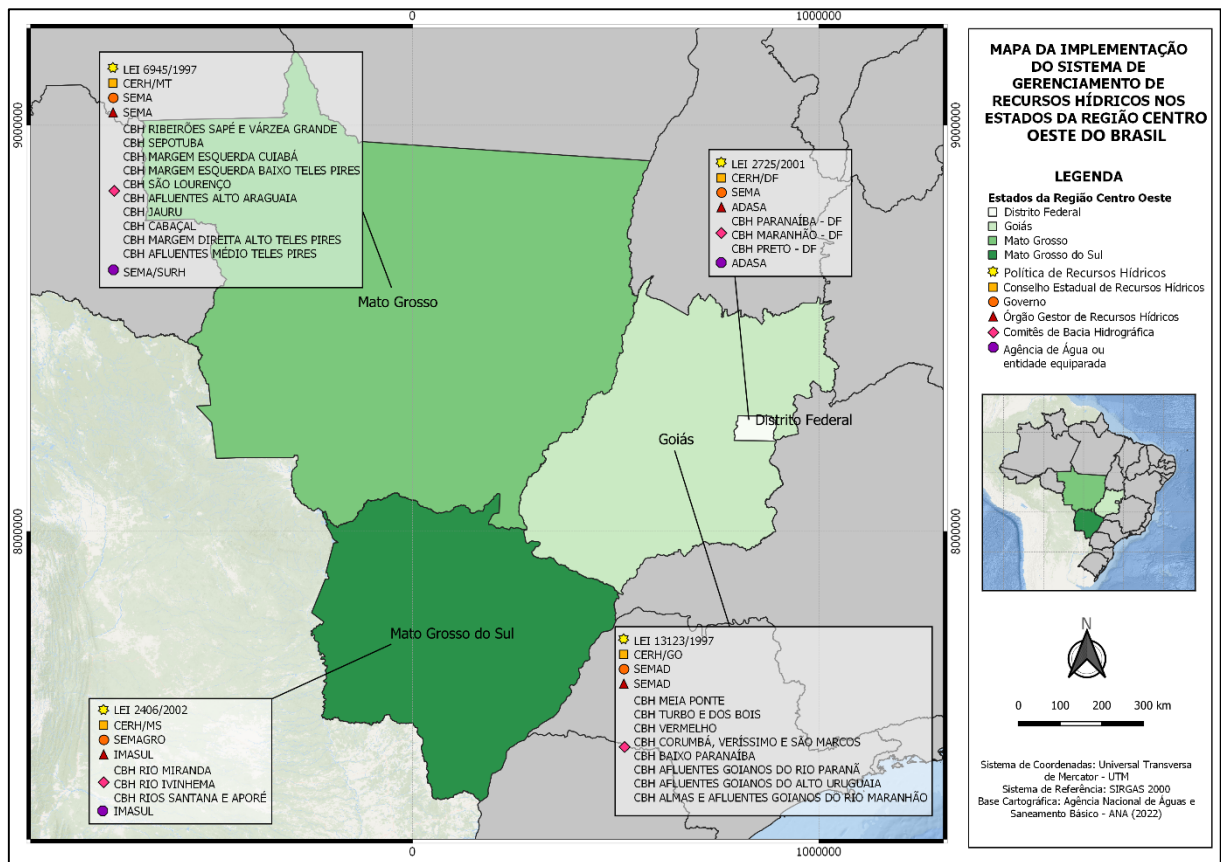 0
1000000
9000000
8000000
LEI 6945/1997
CERH/MT
SEMA
SEMA
CBH RIBEIRÕES SAPÉ E VÁRZEA GRANDE
CBH SEPOTUBA
CBH MARGEM ESQUERDA CUIABÁ
CBH MARGEM ESQUERDA BAIXO TELES PIRES
CBH SÃO LOURENÇO
CBH AFLUENTES ALTO ARAGUAIA
CBH JAURU
CBH CABAÇAL
CBH MARGEM DIREITA ALTO TELES PIRES
CBH AFLUENTES MÉDIO TELES PIRES
SEMA/SURH
LEI 2725/2001
CERH/DF
SEMA
ADASA
CBH PARANAÍBA - DF
CBH MARANHÃO - DF
CBH PRETO - DF
ADASA
Mato Grosso
Distrito Federal
Goiás
Mato Grosso do Sul
LEI 2406/2002
CERH/MS
SEMAGRO
IMASUL
CBH RIO MIRANDA
CBH RIO IVINHEMA
CBH RIOS SANTANA E APORÉ
IMASUL
LEI 13123/1997
CERH/GO
SEMAD
SEMAD
CBH MEIA PONTE
CBH TURBO E DOS BOIS
CBH VERMELHO
CBH CORUMBÁ, VERÍSSIMO E SÃO MARCOS
CBH BAIXO PARANAÍBA
CBH AFLUENTES GOIANOS DO RIO PARANÃ
CBH AFLUENTES GOIANOS DO ALTO URUGUAIA
CBH ALMAS E AFLUENTES GOIANOS DO RIO MARANHÃO
9000000
8000000
0
1000000
MAPA DA IMPLEMENTAÇÃO
DO SISTEMA DE
GERENCIAMENTO DE
RECURSOS HÍDRICOS NOS
ESTADOS DA REGIÃO CENTRO
OESTE DO BRASIL
LEGENDA
Estados da Região Centro Oeste
Distrito Federal
Goiás
Mato Grosso
Mato Grosso do Sul
Política de Recursos Hídricos
Conselho Estadual de Recursos Hídricos
Governo
Órgão Gestor de Recursos Hídricos
Comitês de Bacia Hidrográfica
Agência de Água ou
entidade equiparada
N
0 100 200 300 km
Sistema de Coordenadas: Universal Transversa
de Mercator - UTM
Sistema de Referência: SIRGAS 2000
Base Cartográfica: Agência Nacional de Águas e
Saneamento Básico - ANA (2022)